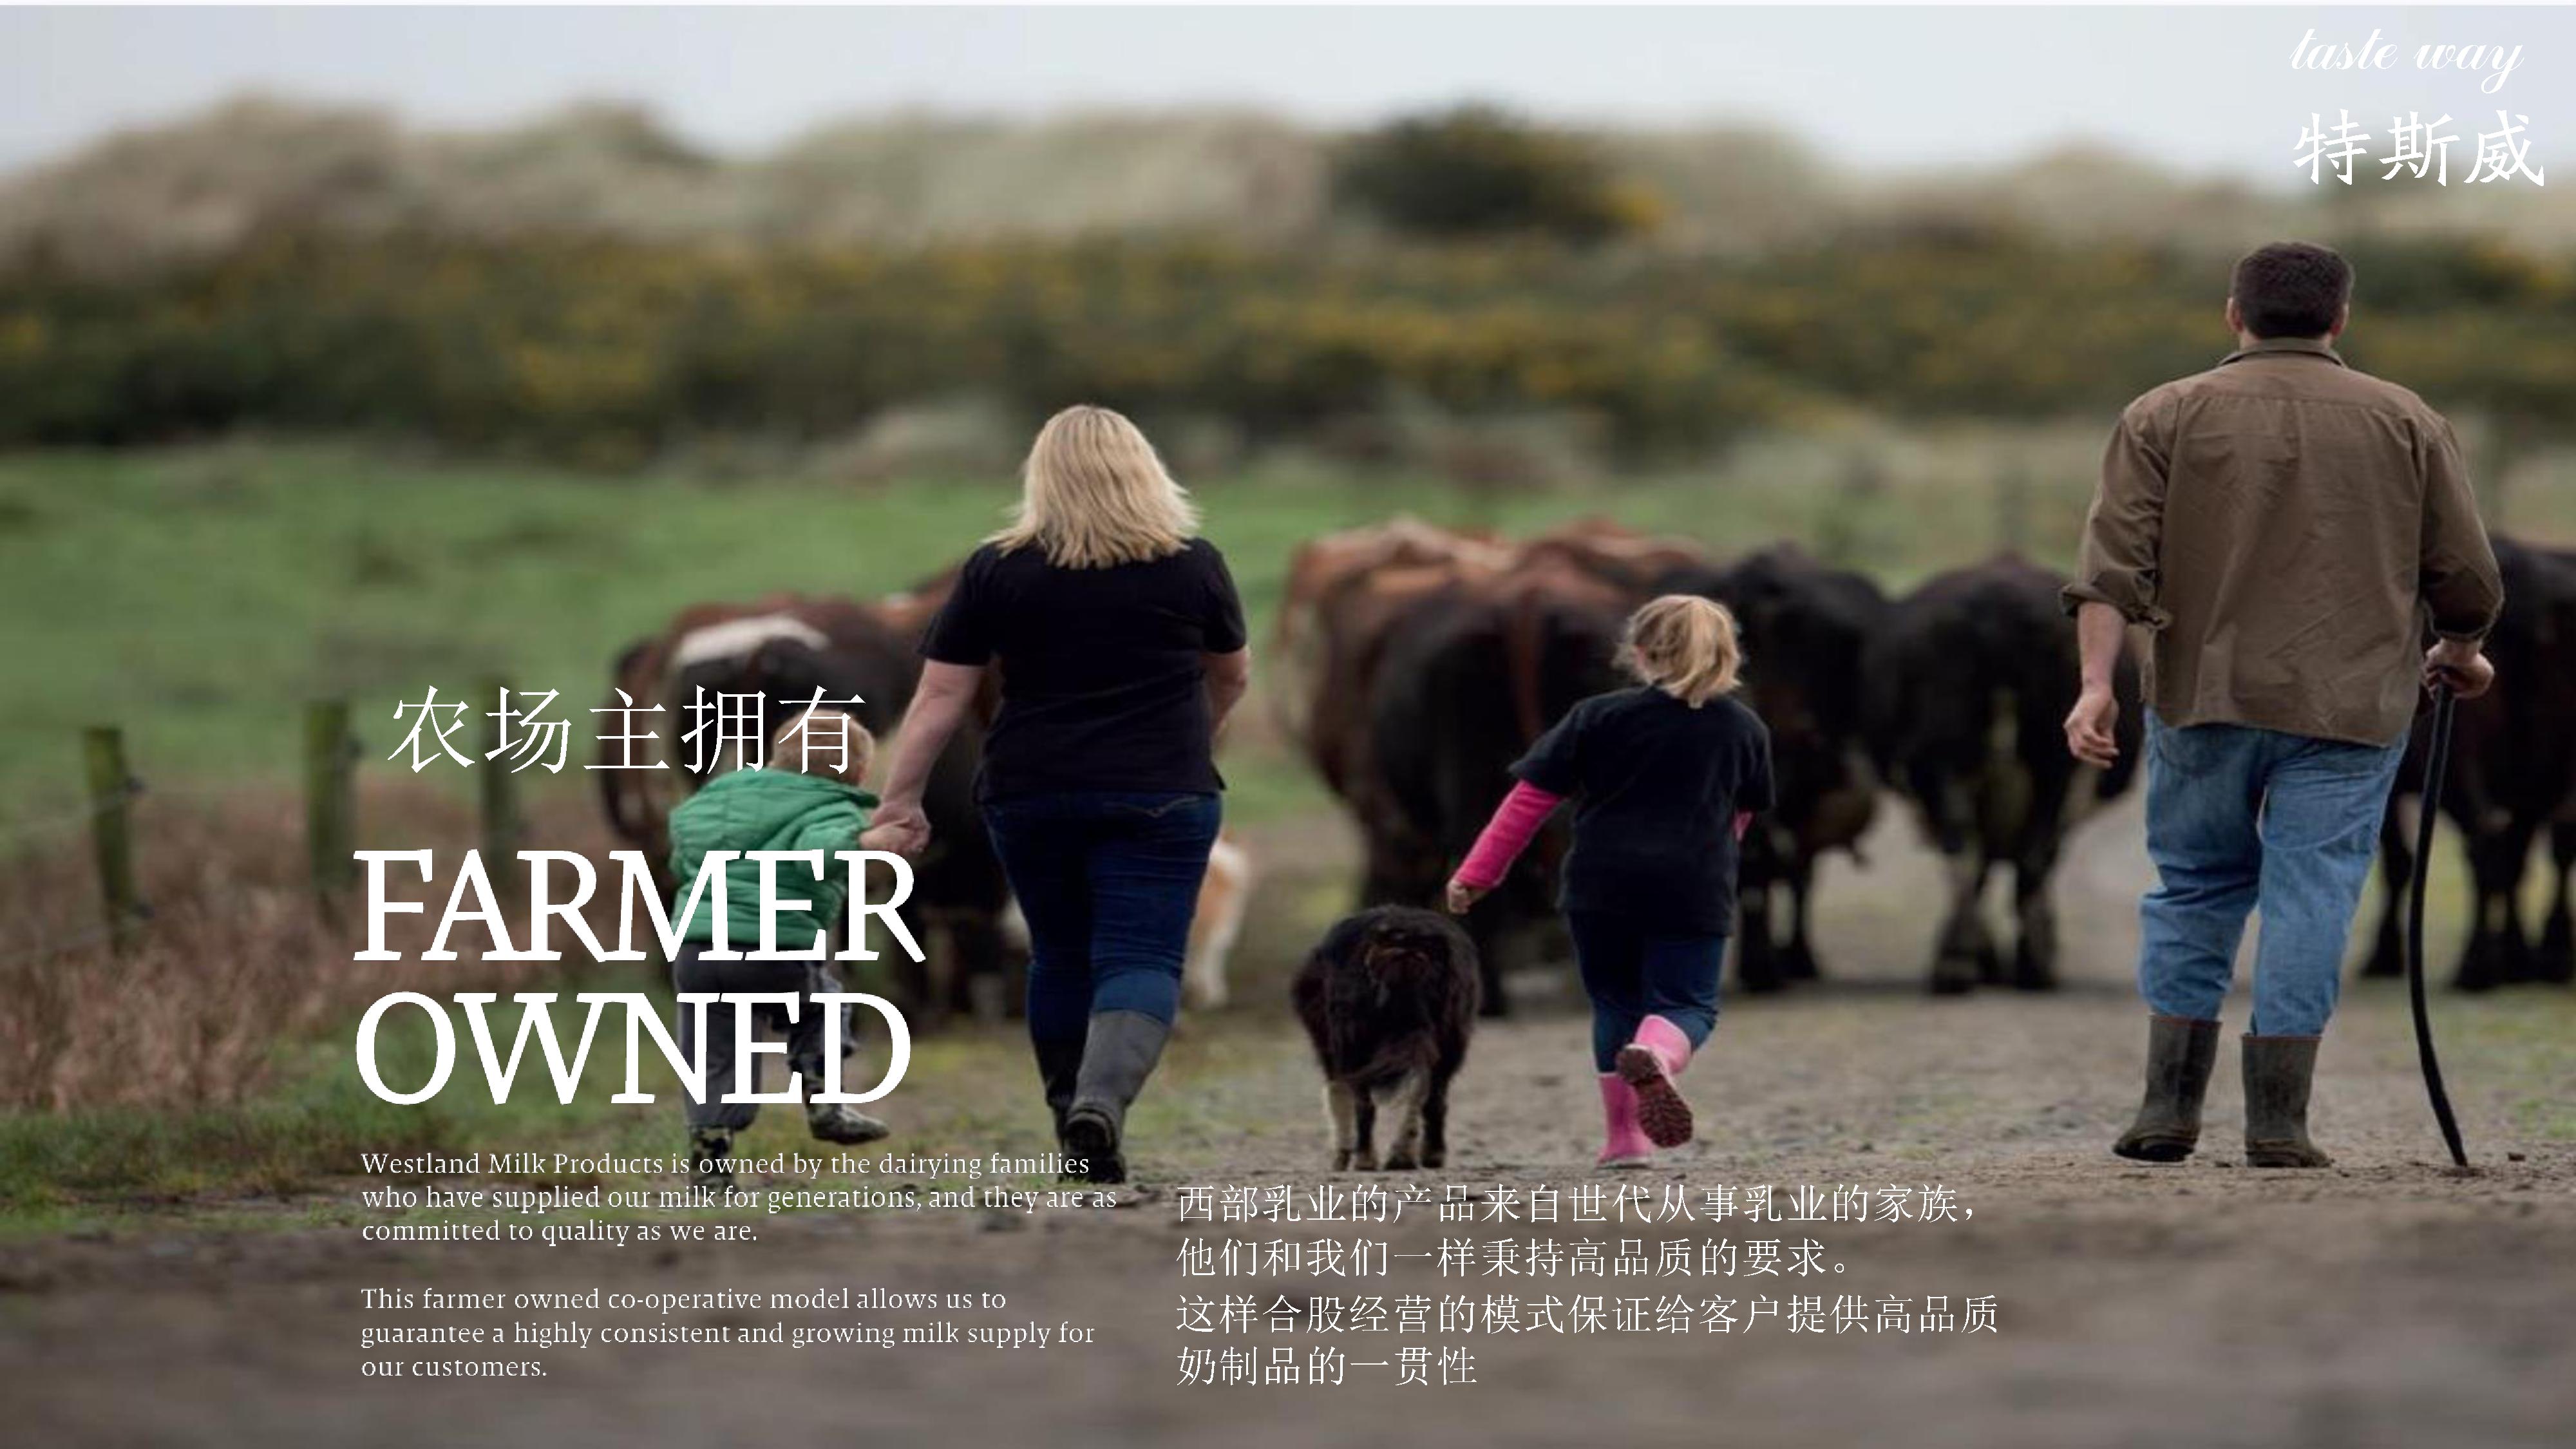 taste way
特斯威
农场主拥有
FARMER
OWNED
Westland Milk Products is owned by the dairying families
who have supplied our milk for generations, and they are as
committed to quality as we are.
This farmer owned co-operative model allows us to
guarantee a highly consistent and growing milk supply for
our customers.
西部乳业的产品来自世代从事乳业的家族，
他们和我们一样秉持高品质的要求。
这样合股经营的模式保证给客户提供高品质
奶制品的一贯性